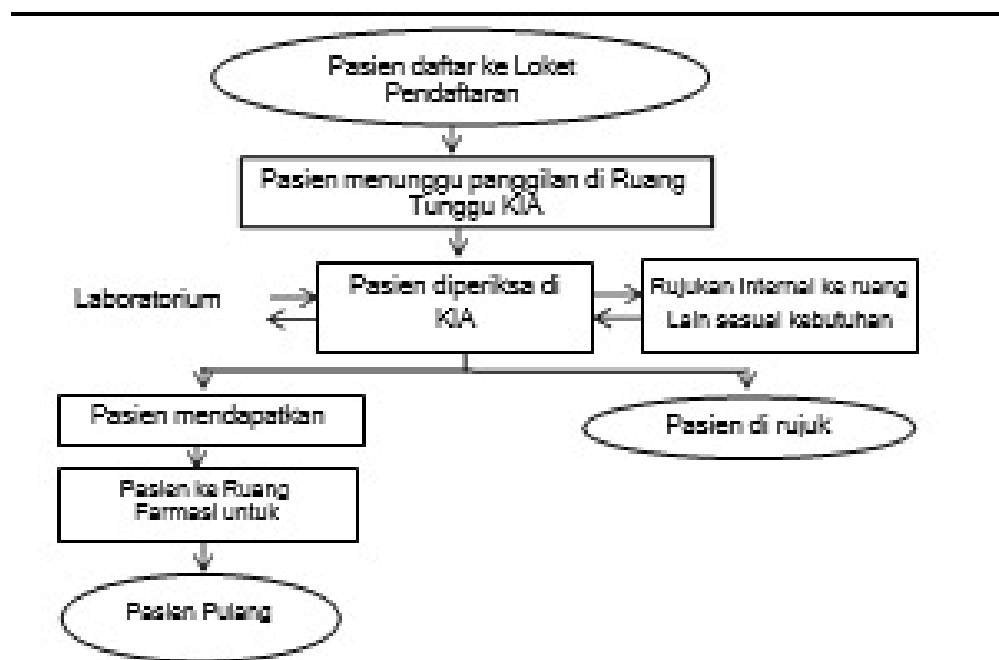 Pasien daftar ke Loket
Pendaftaran
Pasien menunggu panggilan di Ruang
Tunggu KIA
Laboratorium
Pasien diperiksa di
KIA
Rujukan Internal ke ruang
Lain sesuai kebutuhan
Pasien mendapatkan
Pasien di rujuk
Pasien ke Ruang
Farmasi untuk
Pasien Pulang